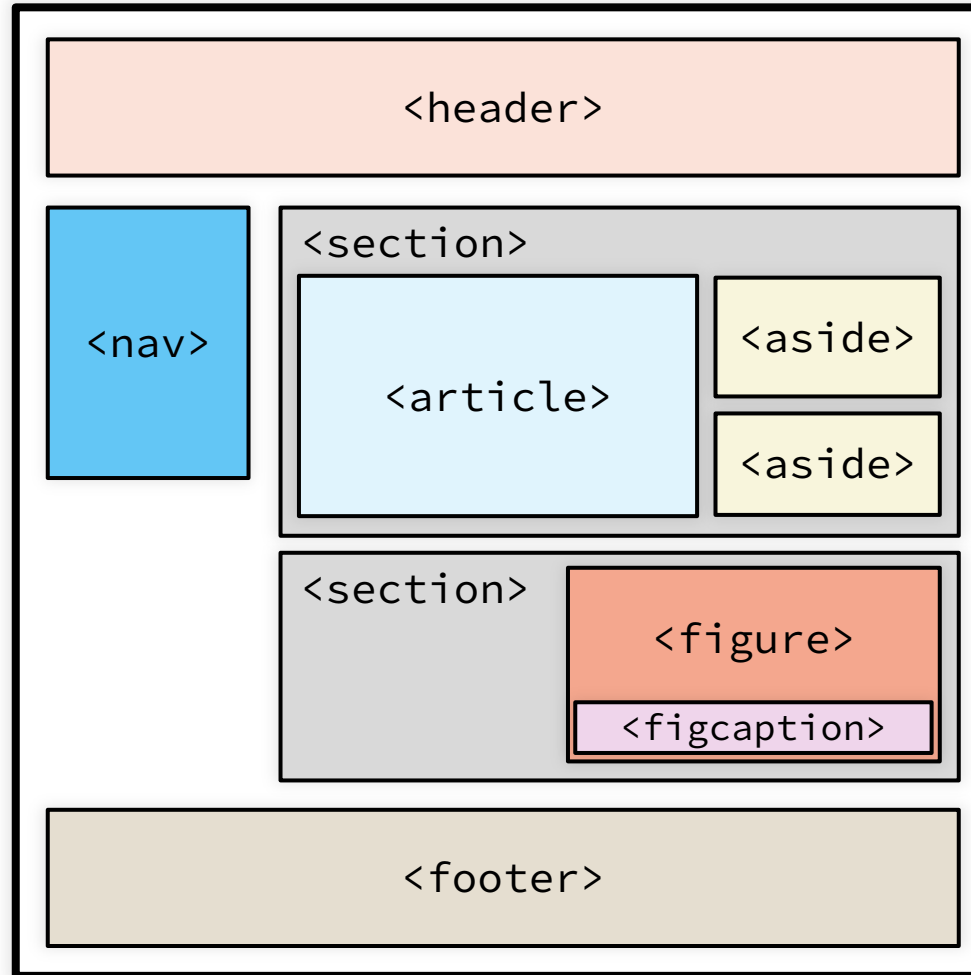 <header>
<nav>
<section>
<article>
<aside>
<aside>
<section>
<figure>
<figcaption>
<footer>